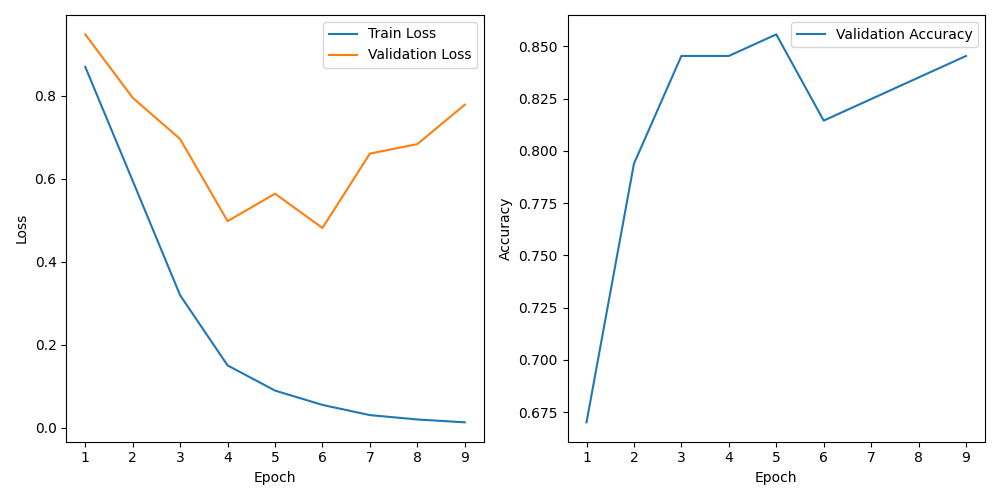 Train Loss
Validation Loss
0.8
0.6
0.4
0.2
0.0
Loss
1 2 3 4 5 6 7 8 9
Epoch
Validation Accuracy
0.850
0.825
0.800
0.775
0.750
0.725
0.700
0.675
Accuracy
1 2 3 4 5 6 7 8 9
Epoch